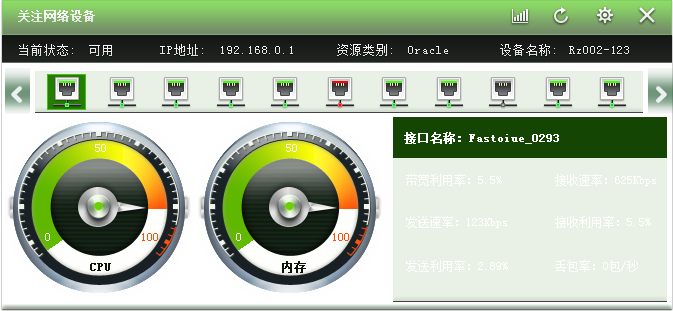 关注网络设备
当前状态: 可用 IP地址: 192.168.0.1 资源类别: Oracle 设备名称: Rz002-123
50
0
100
CPU
50
0
100
内存
接口名称: Fastoiue_0293
带宽利用率: 5.5% 接收速率: 625Kbps
发送速率: 123Kbps 接收利用率: 5.5%
发送利用率: 2.89% 丢包率: 0包/秒